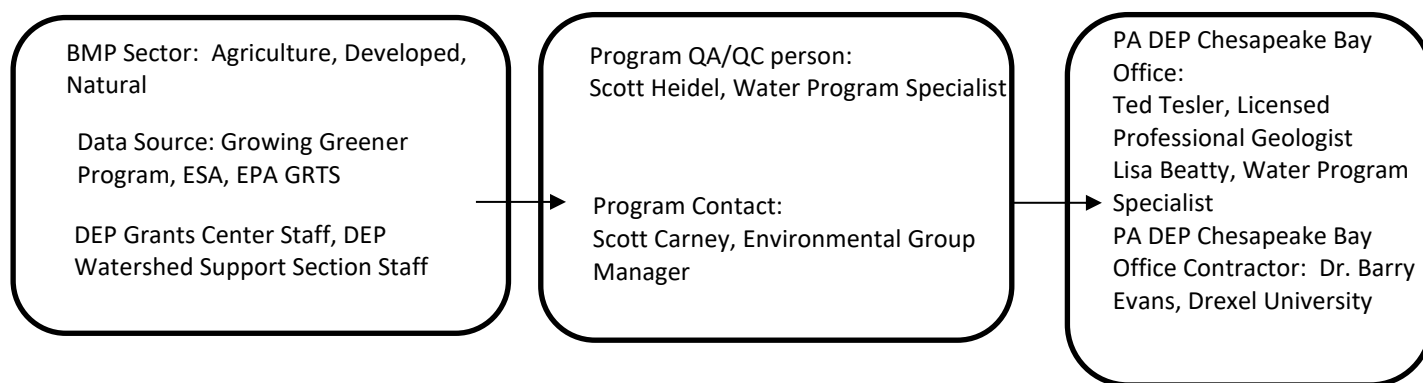 BMP Sector:  Agriculture, Developed,
Natural
Data Source: Growing Greener
Program, ESA, EPA GRTS
DEP Grants Center Staff, DEP
Watershed Support Section Staff
Program QA/QC person:
Scott Heidel, Water Program Specialist
Program Contact:
Scott Carney, Environmental Group
Manager
PA DEP Chesapeake Bay
Office:
Ted Tesler, Licensed
Professional Geologist
Lisa Beatty, Water Program
Specialist
PA DEP Chesapeake Bay
Office Contractor:  Dr. Barry
Evans, Drexel University